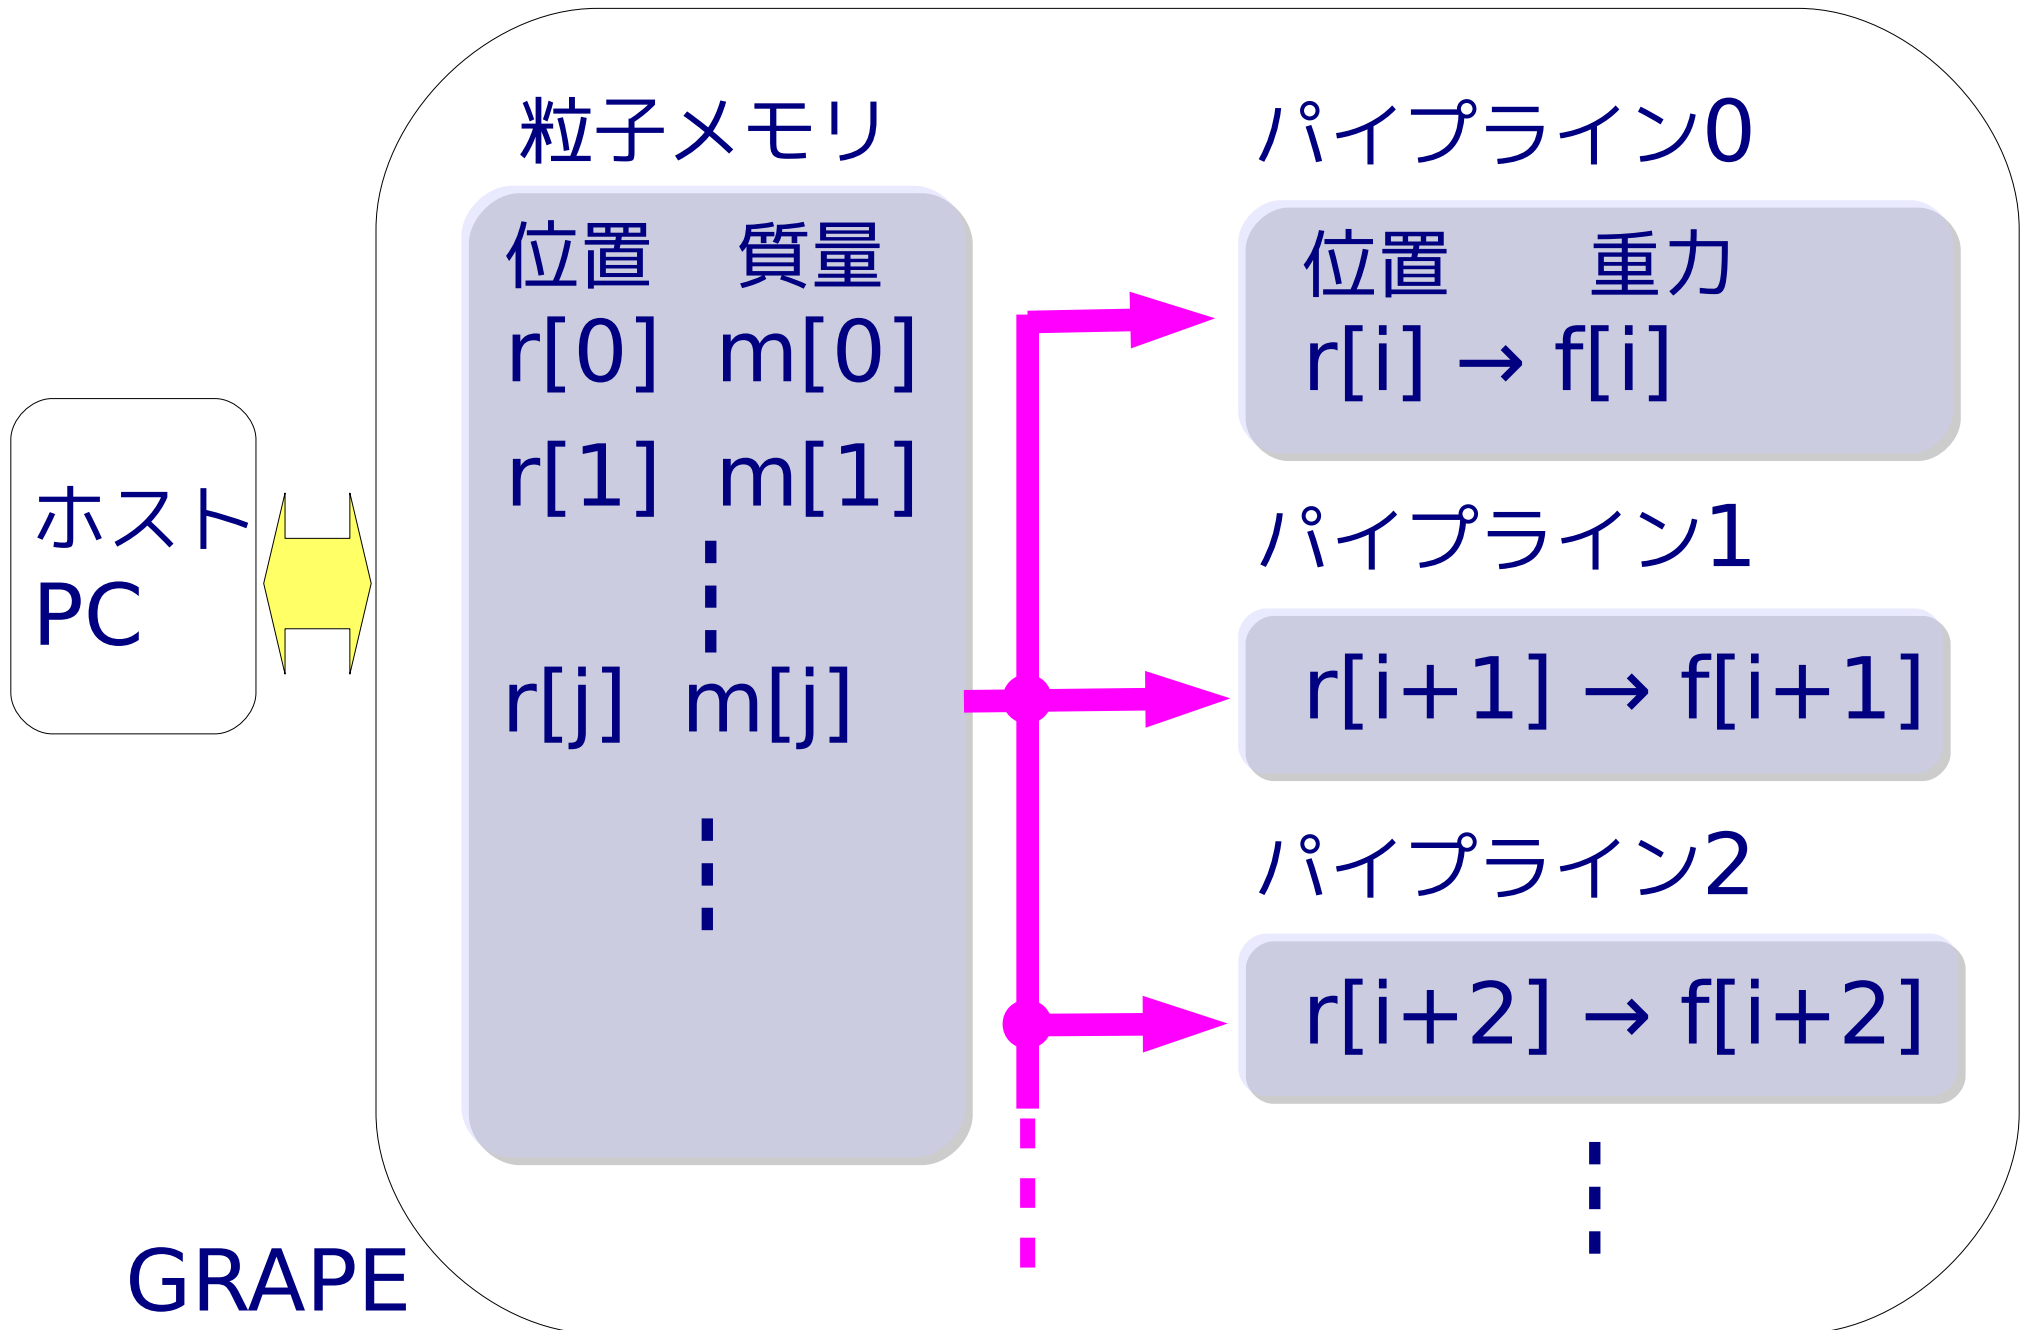 ホスト
PC
GRAPE
粒子メモリ
位置 質量
r[0] m[0]
r[1] m[1]
r[j] m[j]
パイプライン0
位置 重力
r[i] → f[i]
パイプライン1
r[i+1] → f[i+1]
パイプライン2
r[i+2] → f[i+2]